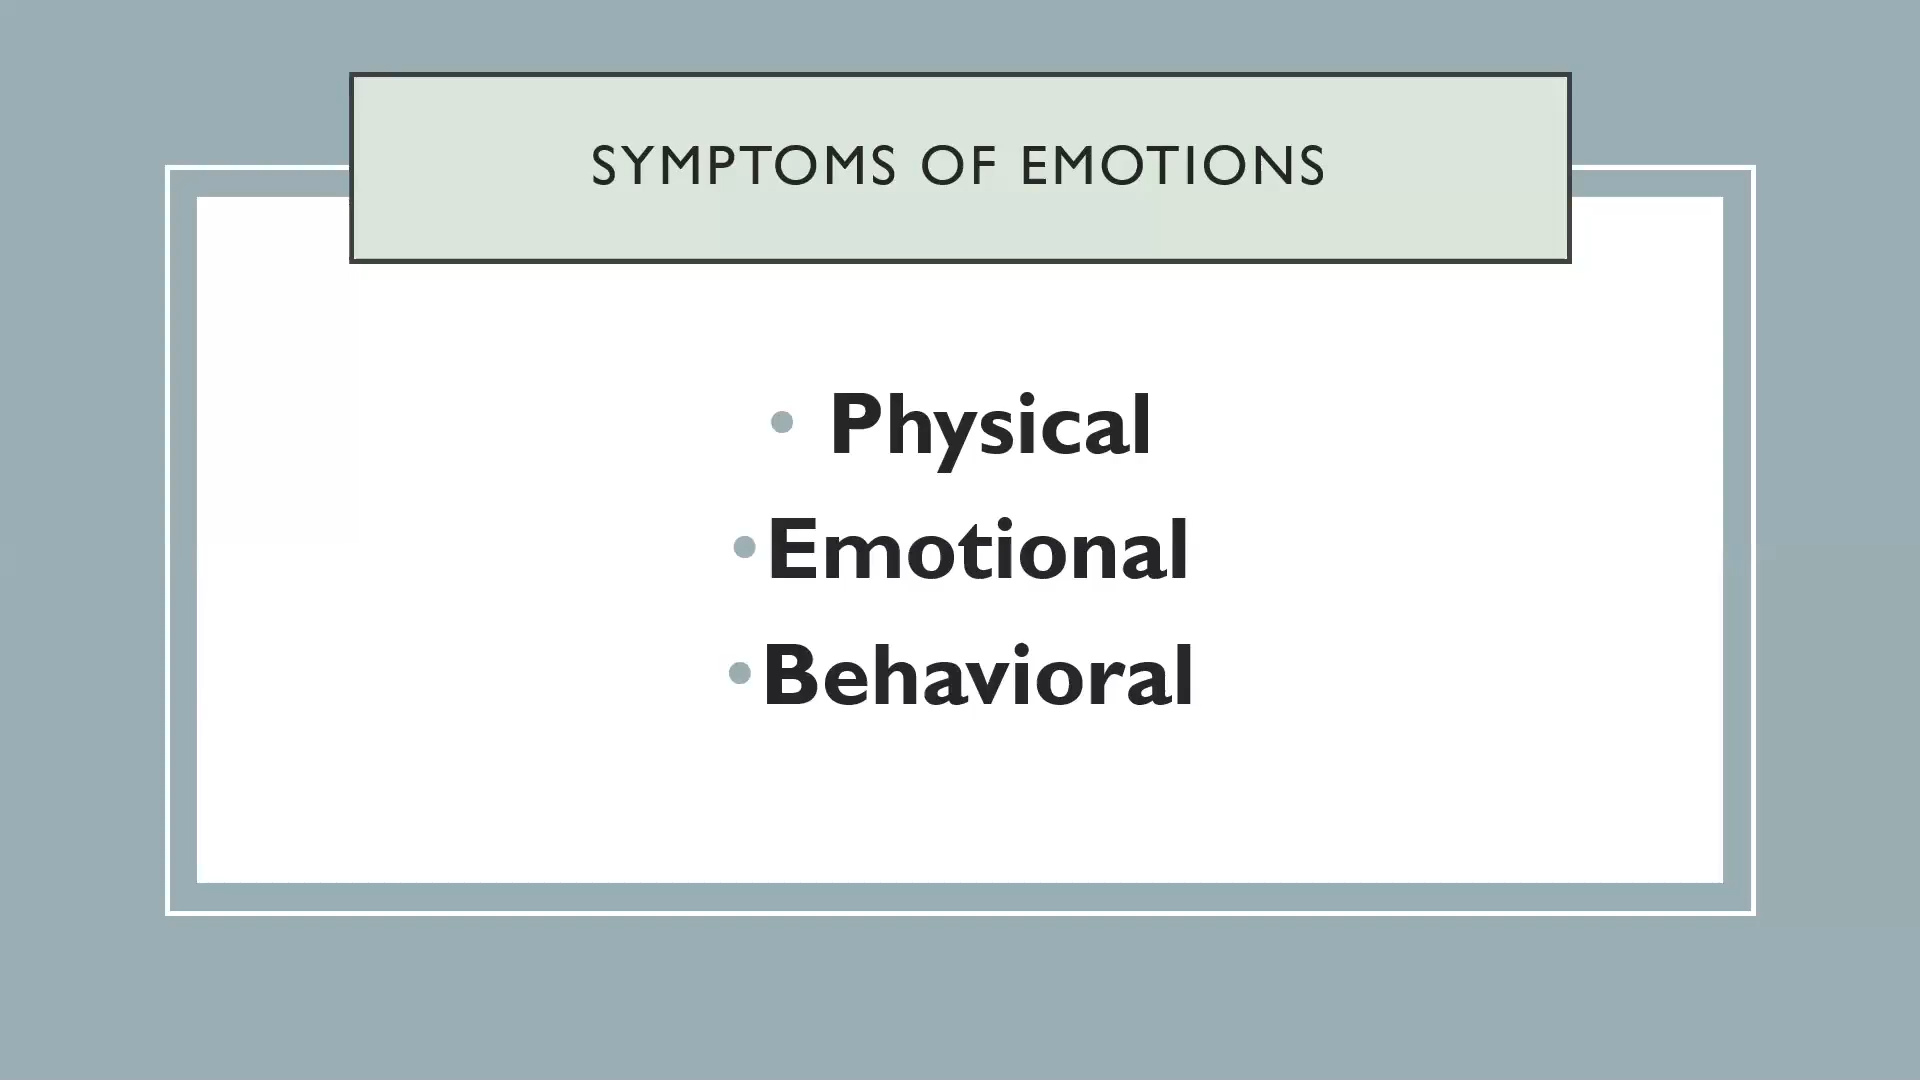 SYMPTOMS OF EMOTIONS
• Physical
• Emotional
• Behavioral